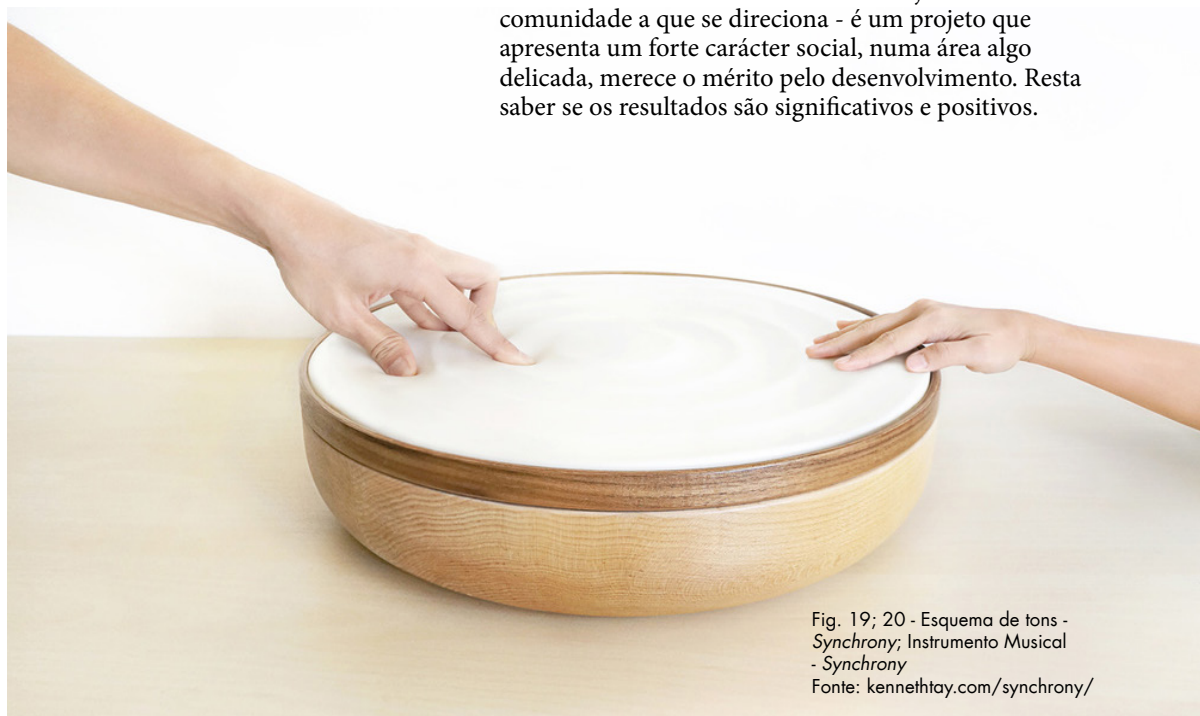 comunidade a que se direciona - é um projeto que
apresenta um forte carácter social, numa área algo
delicada, merece o mérito pelo desenvolvimento. Resta
saber se os resultados são significativos e positivos.
Fig. 19; 20 - Esquema de tons -
Synchrony; Instrumento Musical
- Synchrony
Fonte: kennethtay.com/synchrony/